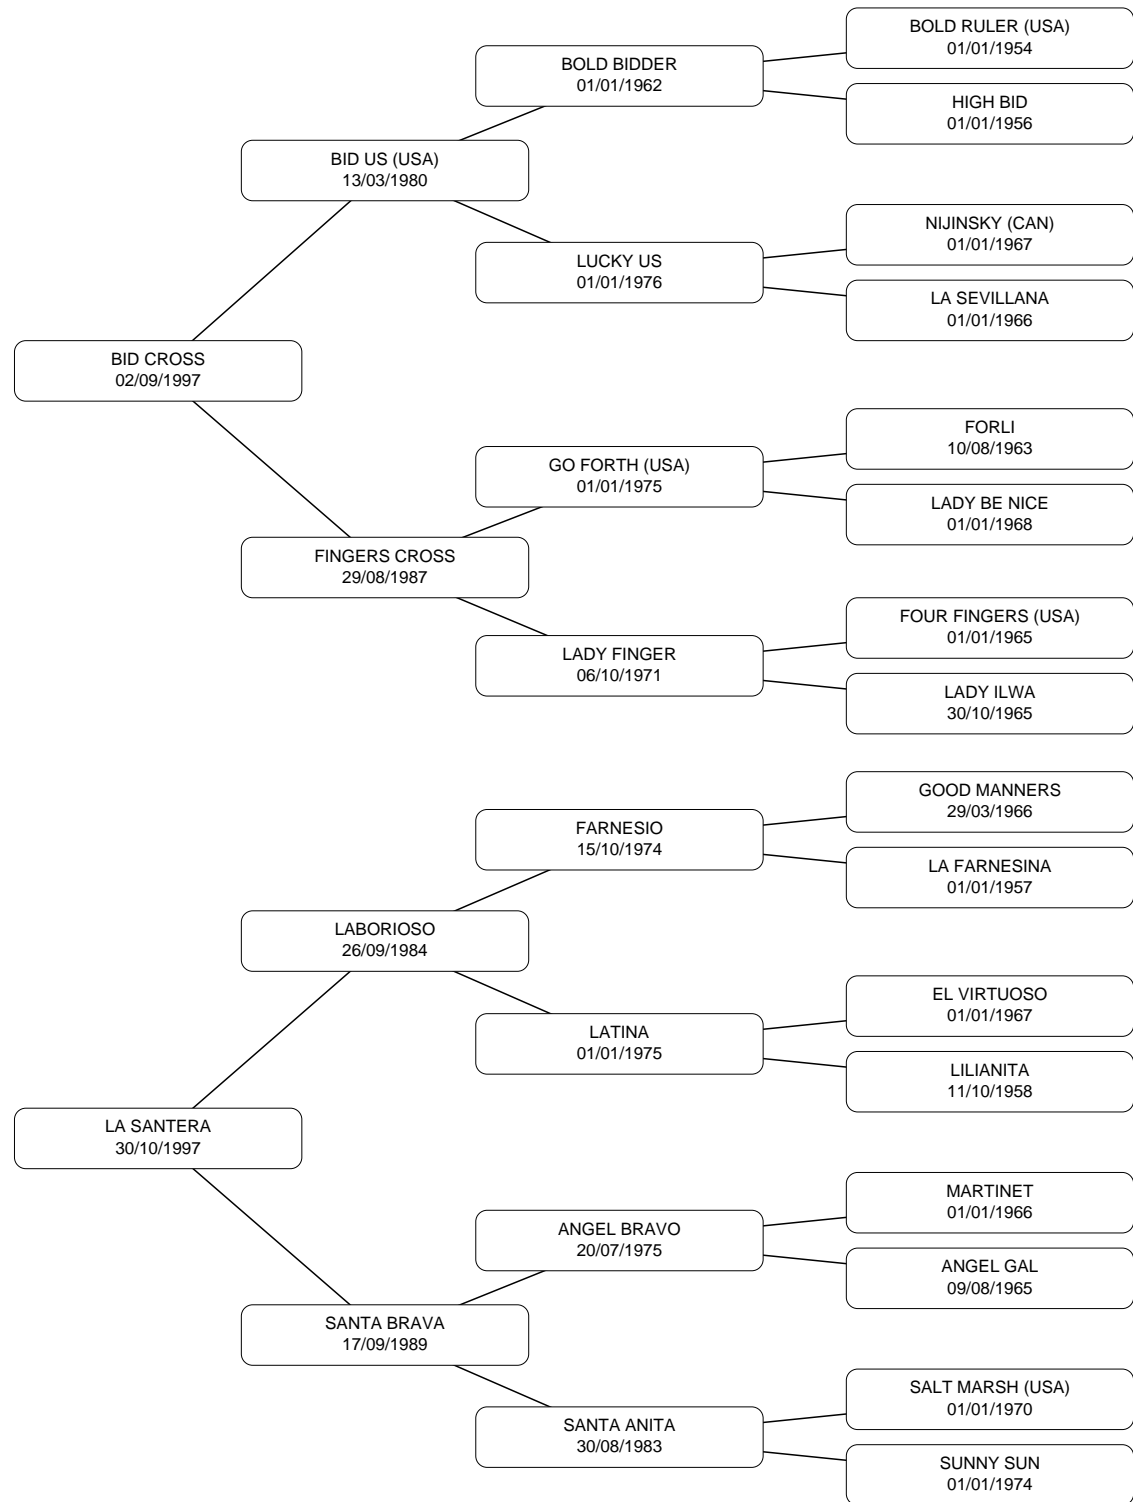 BOLD RULER (USA)
01/01/1954
BOLD BIDDER
01/01/1962
HIGH BID
01/01/1956
BID US (USA)
13/03/1980
NIJINSKY (CAN)
01/01/1967
LUCKY US
01/01/1976
LA SEVILLANA
01/01/1966
BID CROSS
02/09/1997
FORLI
10/08/1963
GO FORTH (USA)
01/01/1975
LADY BE NICE
01/01/1968
FINGERS CROSS
29/08/1987
FOUR FINGERS (USA)
01/01/1965
LADY FINGER
06/10/1971
LADY ILWA
30/10/1965
GOOD MANNERS
29/03/1966
FARNESIO
15/10/1974
LA FARNESINA
01/01/1957
LABORIOSO
26/09/1984
EL VIRTUOSO
01/01/1967
LATINA
01/01/1975
LILIANITA
11/10/1958
LA SANTERA
30/10/1997
MARTINET
01/01/1966
ANGEL BRAVO
20/07/1975
ANGEL GAL
09/08/1965
SANTA BRAVA
17/09/1989
SALT MARSH (USA)
01/01/1970
SANTA ANITA
30/08/1983
SUNNY SUN
01/01/1974